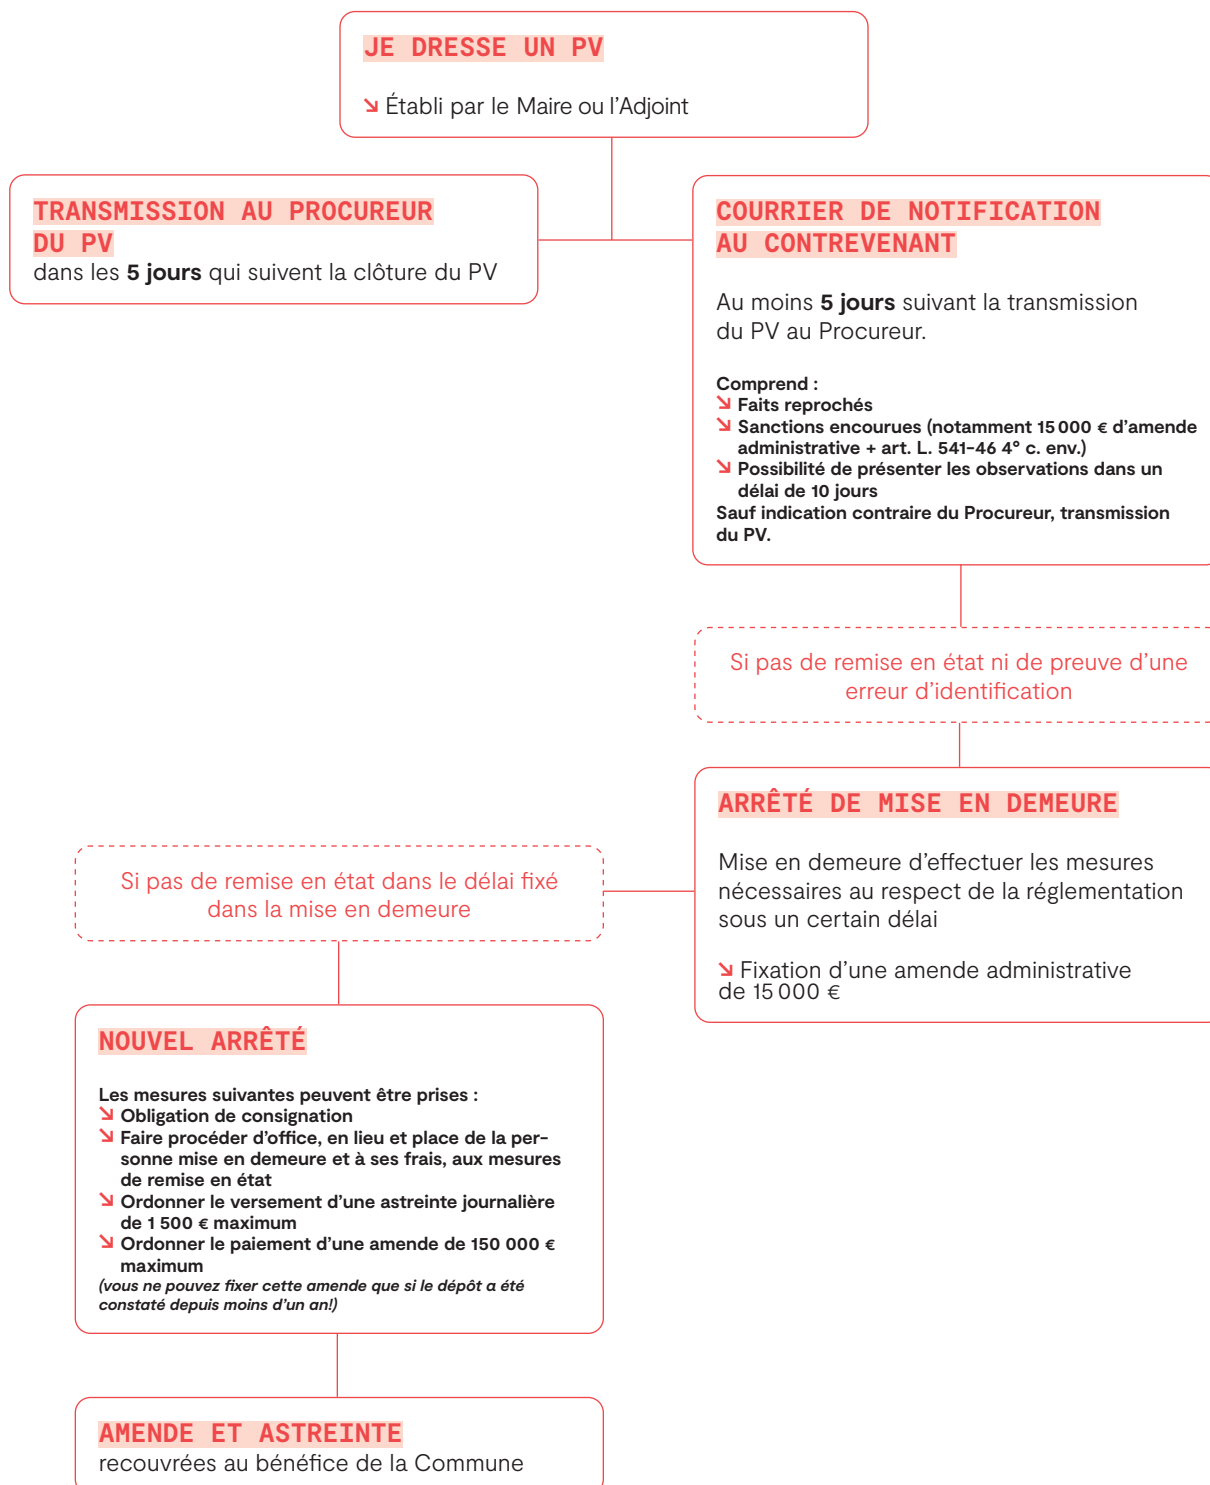 JE DRESSE UN PV
↘ Établi par le Maire ou l’Adjoint
TRANSMISSION AU PROCUREUR
DU PV
dans les 5 jours qui suivent la clôture du PV
COURRIER DE NOTIFICATION
AU CONTREVENANT
Au moins 5 jours suivant la transmission
du PV au Procureur.
Comprend :
↘ Faits reprochés
↘ Sanctions encourues (notamment 15 000 € d’amende
administrative + art. L. 541-46 4° c. env.)
↘ Possibilité de présenter les observations dans un
délai de 10 jours
Sauf indication contraire du Procureur, transmission
du PV.
Si pas de remise en état ni de preuve d’une
erreur d’identification
ARRÊTÉ DE MISE EN DEMEURE
Mise en demeure d’effectuer les mesures
nécessaires au respect de la réglementation
sous un certain délai
↘ Fixation d’une amende administrative
de 15 000 €
Si pas de remise en état dans le délai fixé
dans la mise en demeure
NOUVEL ARRÊTÉ
Les mesures suivantes peuvent être prises :
↘ Obligation de consignation
↘ Faire procéder d’office, en lieu et place de la per-
sonne mise en demeure et à ses frais, aux mesures
de remise en état
↘ Ordonner le versement d’une astreinte journalière
de 1 500 € maximum
↘ Ordonner le paiement d’une amende de 150 000 €
maximum
(vous ne pouvez fixer cette amende que si le dépôt a été
constaté depuis moins d’un an!)
AMENDE ET ASTREINTE
recouvrées au bénéfice de la Commune